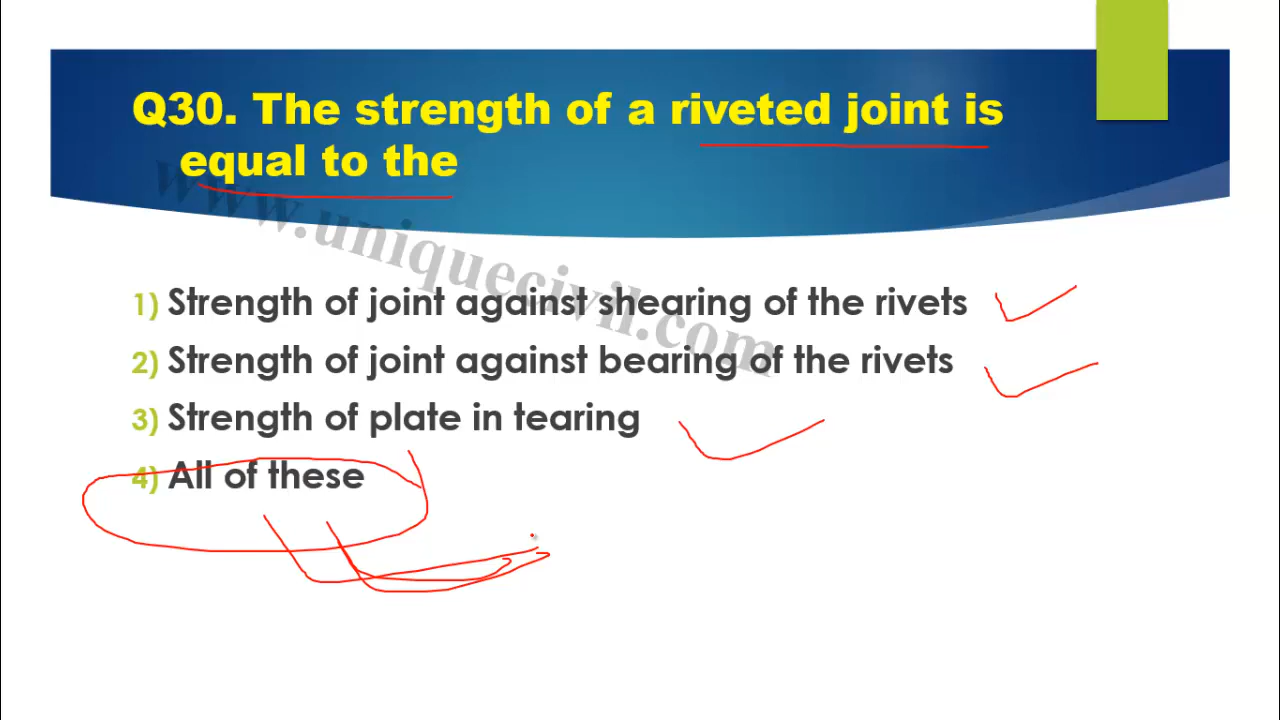 Q30. The strength of a riveted joint is
equal to the
www.uniquecivil.com
1) Strength of joint against shearing of the rivets
2) Strength of joint against bearing of the rivets
3) Strength of plate in tearing
4) All of these